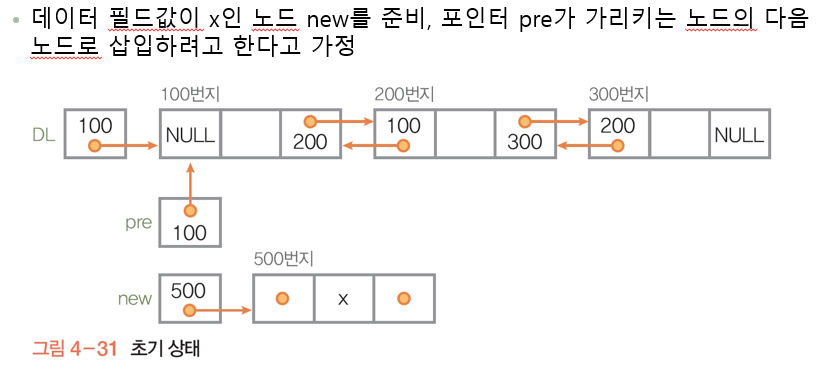 데이터 필드값이 x인 노드 new를 준비, 포인터 pre가 가리키는 노드의 다음
노드로 삽입하려고 한다고 가정
100번지 200번지 300번지
DL 100 NULL 200 100 300 200 NULL
pre 100
500번지
new 500 x
그림 4-31 초기 상태